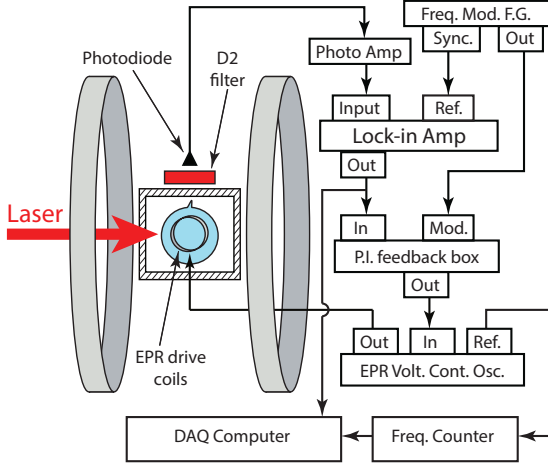 Freq. Mod. F.G.
Sync.
Out
Photo Amp
Photodiode
D2
filter
Input
Ref.
Lock-in Amp
Out
Laser
In
Mod.
P.I. feedback box
Out
EPR drive
coils
Out
In
Ref.
EPR Volt. Cont. Osc.
DAQ Computer
Freq. Counter